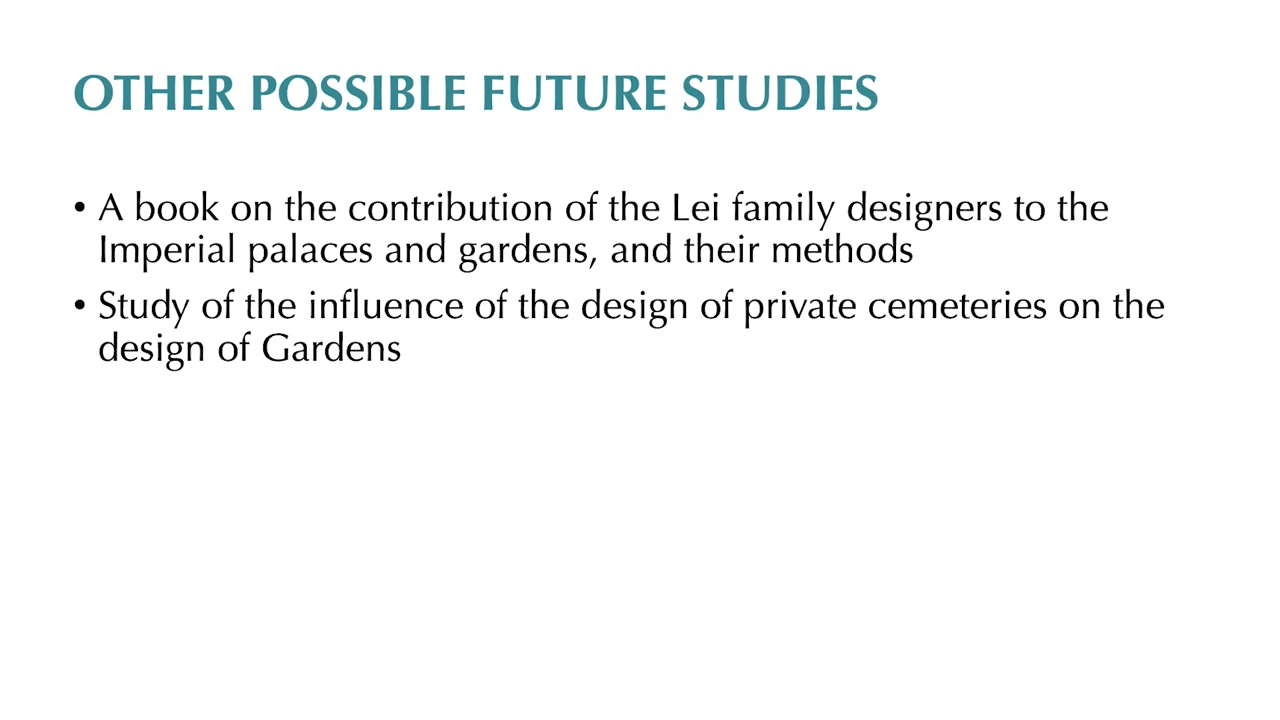 OTHER POSSIBLE FUTURE STUDIES
• A book on the contribution of the Lei family designers to the
Imperial palaces and gardens, and their methods
• Study of the influence of the design of private cemeteries on the
design of Gardens